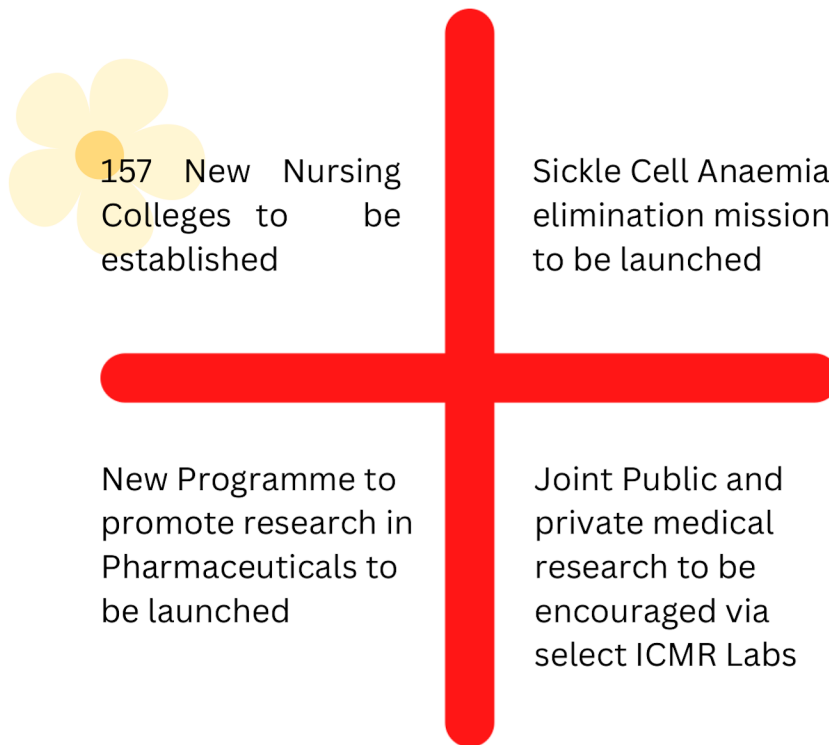 157 New Nursing
Colleges to be
established
Sickle Cell Anaemia
elimination mission
to be launched
New Programme to
promote research in
Pharmaceuticals to
be launched
Joint Public and
private medical
research to be
encouraged via
select ICMR Labs